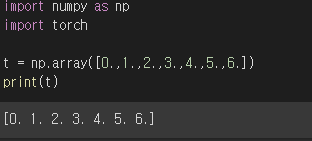 import numpy as np
import torch
t = np.array([0.,1.,2.,3.,4.,5.,6.])
print(t)
[0. 1. 2. 3. 4. 5. 6.]